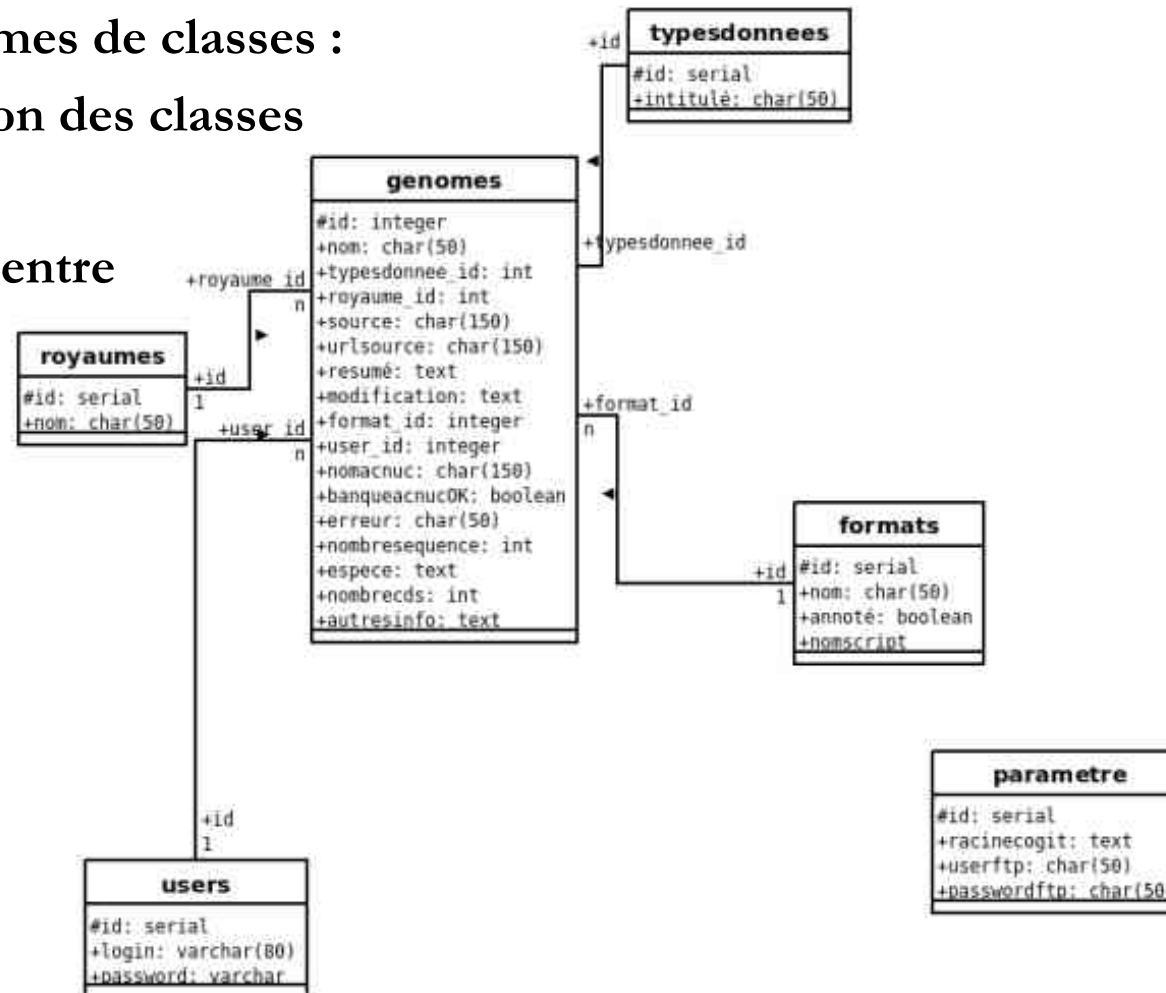 mes de classes :
on des classes
entre
typesdonnees
#id: serial
+intitulé: char(50)
+id
+typesdonnee_id
genomes
#id: integer
+nom: char(50)
+typesdonnee_id: int
+royaume_id: int
+source: char(150)
+urlsource: char(150)
+resumé: text
+modification: text
+format_id: integer
+user_id: integer
+nomacnuc: char(150)
+banqueacnucOK: boolean
+erreur: char(50)
+nombresequence: int
+espece: text
+nombrecds: int
+autresinfo: text
+royaume_id
n
royaumes
#id: serial
+nom: char(50)
+id
1
+user_id
n
+format_id
n
formats
#id: serial
+nom: char(50)
+annoté: boolean
+nomscript
+id
1
parametre
#id: serial
+racinecogit: text
+userftp: char(50)
+passwordftp: char(50
+id
1
users
#id: serial
+login: varchar(80)
+password: varchar